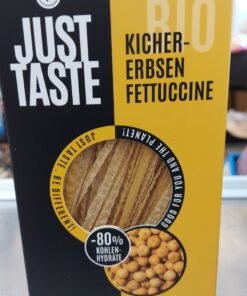 BIO
JUST
TASTE
KICHER-
ERBSEN
FETTUCCINE
JUST TASTE. BE DIFFERENT!
GOOD FOR YOU AND THE PLANET!
-80%
KOHLEN-
HYDRATE